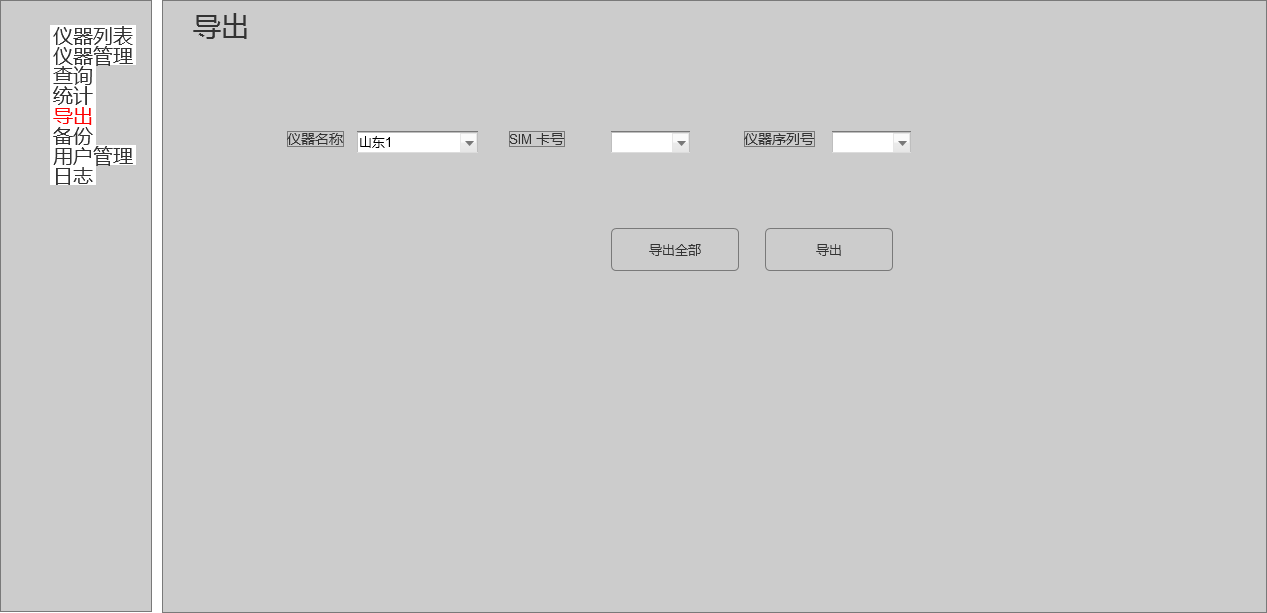 仪器列表
仪器管理
查询
统计
导出
备份
用户管理
日志
导出
仪器名称 山东1 SIM 卡号 仪器序列号
导出全部 导出